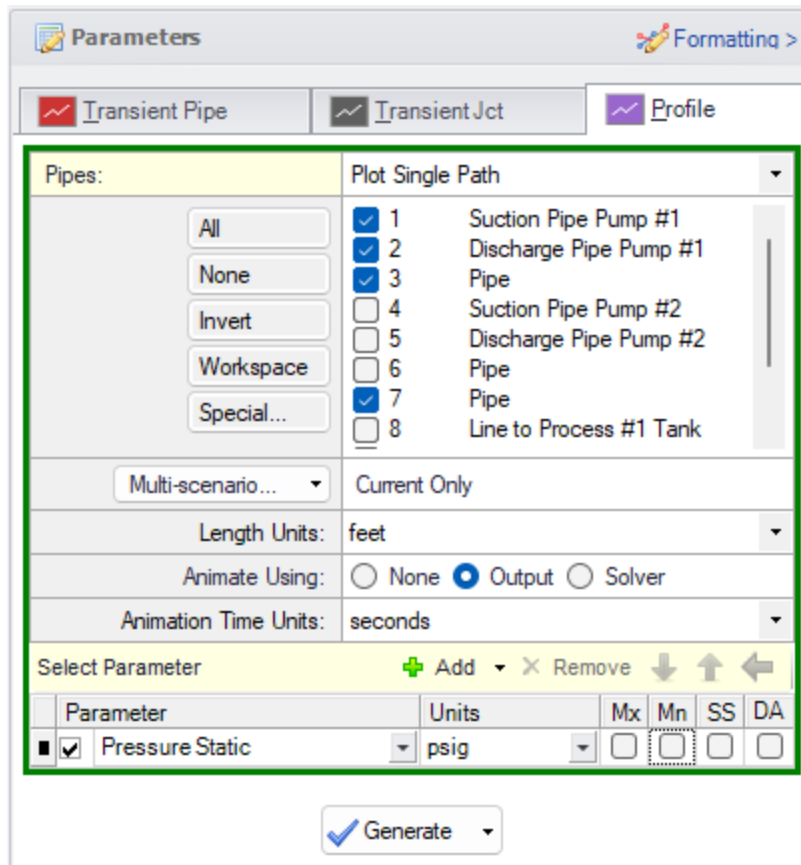 Parameters Formatting >
Transient Pipe Transient Jct Profile
Pipes: Plot Single Path
All
None
Invert
Workspace
Special...
1 Suction Pipe Pump #1
2 Discharge Pipe Pump #1
3 Pipe
4 Suction Pipe Pump #2
5 Discharge Pipe Pump #2
6 Pipe
7 Pipe
8 Line to Process #1 Tank
Multi-scenario... Current Only
Length Units: feet
Animate Using: None Output Solver
Animation Time Units: seconds
Select Parameter Add Remove
Parameter Units Mx Mn SS DA
Pressure Static psig
Generate